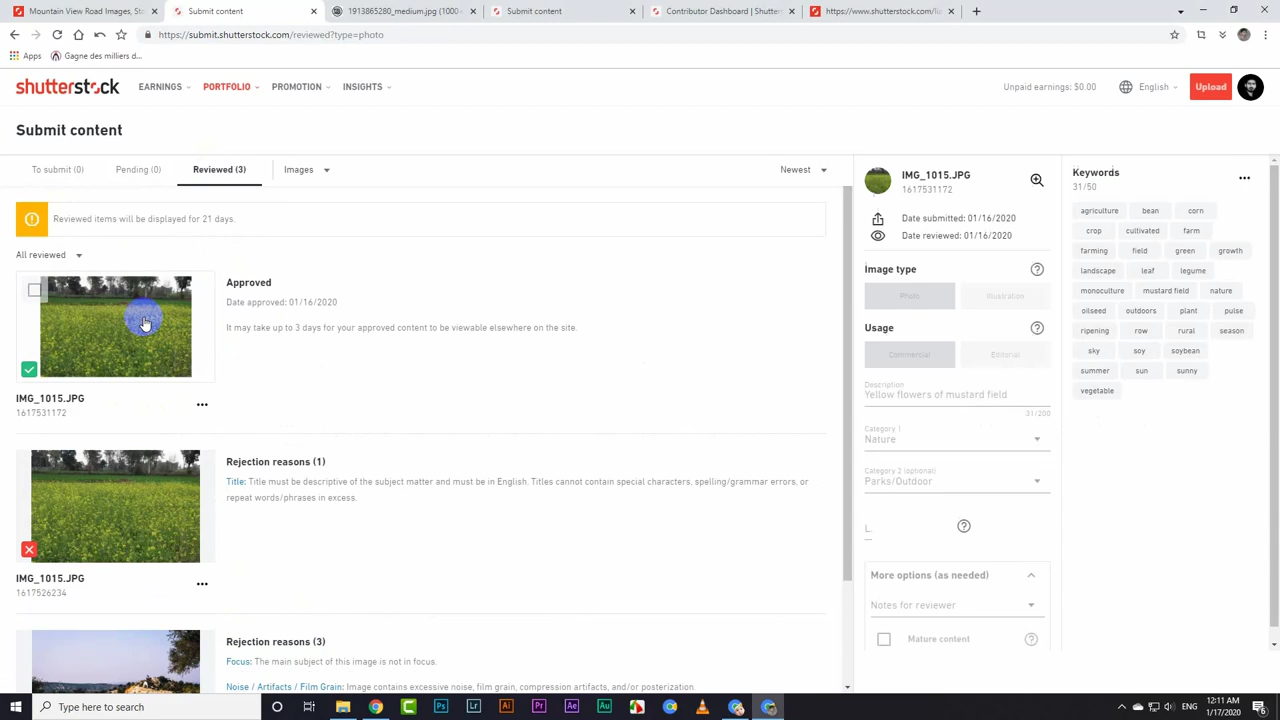 Mountain View Road Images, Sto
Submit content
1913865280_medium.jpg (1000×
Submit content
Contributor Dashboard | Shutters
https://www.shutterstock.com/lu
https://submit.shutterstock.com/reviewed?type=photo
Apps
Gagne des milliers d...
shutterstock
EARNINGS
PORTFOLIO
PROMOTION
INSIGHTS
Unpaid earnings: $0.00
English
Upload
Submit content
To submit (0)
Pending (0)
Reviewed (3)
Images
Newest
Reviewed items will be displayed for 21 days.
All reviewed
Approved
Date approved: 01/16/2020
It may take up to 3 days for your approved content to be viewable elsewhere on the site.
IMG_1015.JPG
1617531172
Rejection reasons (1)
Title: Title must be descriptive of the subject matter and must be in English. Titles cannot contain special characters, spelling/grammar errors, or
repeat words/phrases in excess.
IMG_1015.JPG
1617526234
Rejection reasons (3)
Focus: The main subject of this image is not in focus.
Noise / Artifacts / Film Grain: Image contains excessive noise, film grain, compression artifacts, and/or posterization.
IMG_1015.JPG
1617531172
Date submitted: 01/16/2020
Date reviewed: 01/16/2020
Image type
Photo
Illustration
Usage
Commercial
Editorial
Description
Yellow flowers of mustard field
31/200
Category 1
Nature
Category 2 (optional)
Parks/Outdoor
L.
More options (as needed)
Notes for reviewer
Mature content
Keywords
31/50
agriculture bean corn
crop cultivated farm
farming field green growth
landscape leaf legume
monoculture mustard field nature
oilseed outdoors plant pulse
ripening row rural season
sky soy soybean
summer sun sunny
vegetable
Type here to search
ENG
12:11 AM
1/17/2020